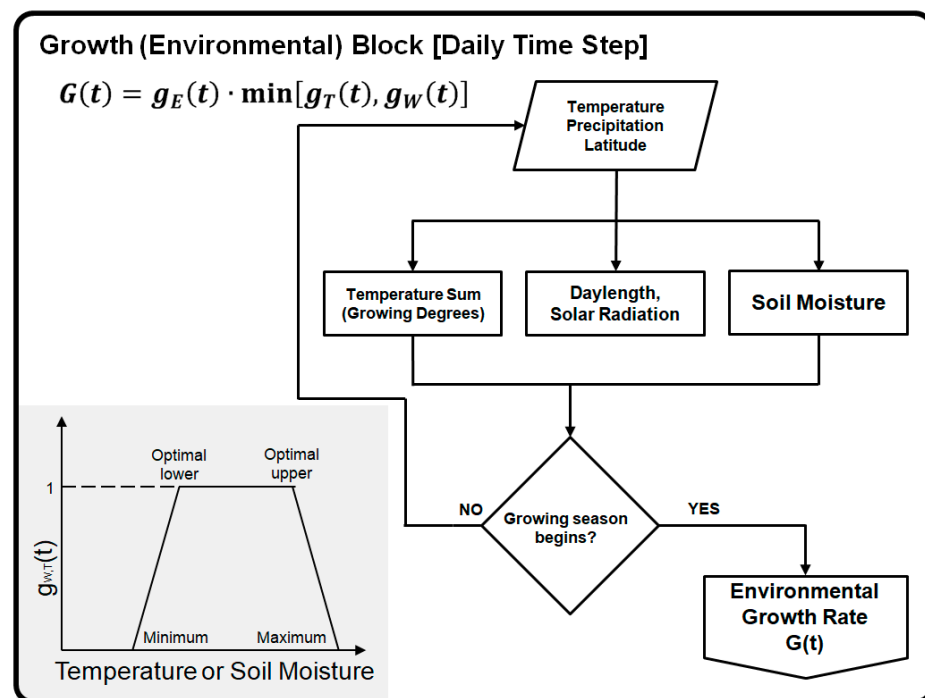 Growth (Environmental) Block [Daily Time Step]
G(t) = g_E(t) · min[g_T(t), g_W(t)]
Temperature
Precipitation
Latitude
Temperature Sum
(Growing Degrees)
Daylength,
Solar Radiation
Soil Moisture
Growing season
begins?
NO
YES
Environmental
Growth Rate
G(t)
Optimal
lower
Optimal
upper
1
g_W,T(t)
Minimum
Maximum
Temperature or Soil Moisture